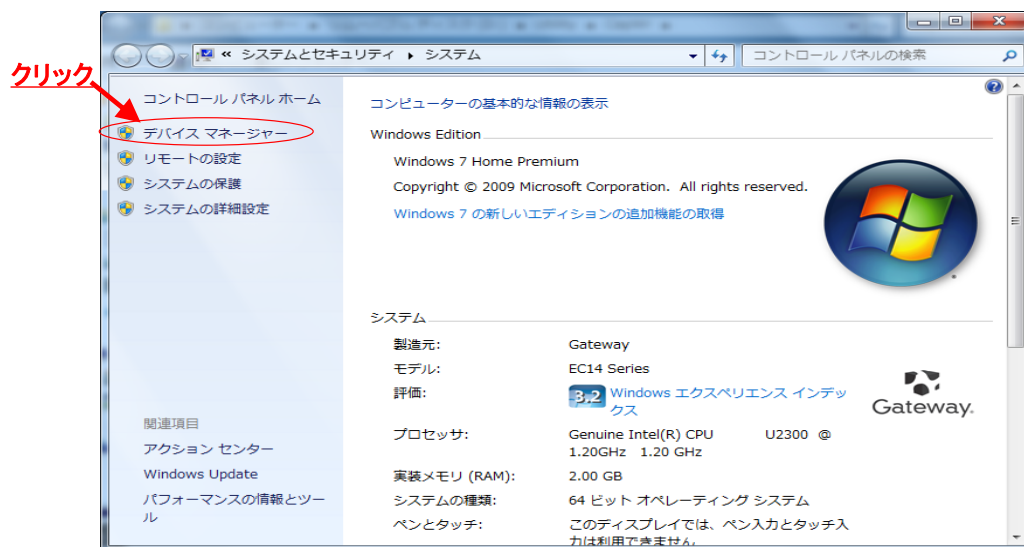 システムとセキュリティ ▸ システム
コントロール パネルの検索
クリック
コントロール パネル ホーム
デバイス マネージャー
リモートの設定
システムの保護
システムの詳細設定
関連項目
アクション センター
Windows Update
パフォーマンスの情報とツー
ル
コンピューターの基本的な情報の表示
Windows Edition
Windows 7 Home Premium
Copyright © 2009 Microsoft Corporation. All rights reserved.
Windows 7 の新しいエディションの追加機能の取得
システム
製造元: Gateway
モデル: EC14 Series
評価: 3.2 Windows エクスペリエンス インデッ
クス
Gateway.
プロセッサ: Genuine Intel(R) CPU U2300 @
1.20GHz 1.20 GHz
実装メモリ (RAM): 2.00 GB
システムの種類: 64 ビット オペレーティング システム
ペンとタッチ: このディスプレイでは、ペン入力とタッチ入
力は利用できません